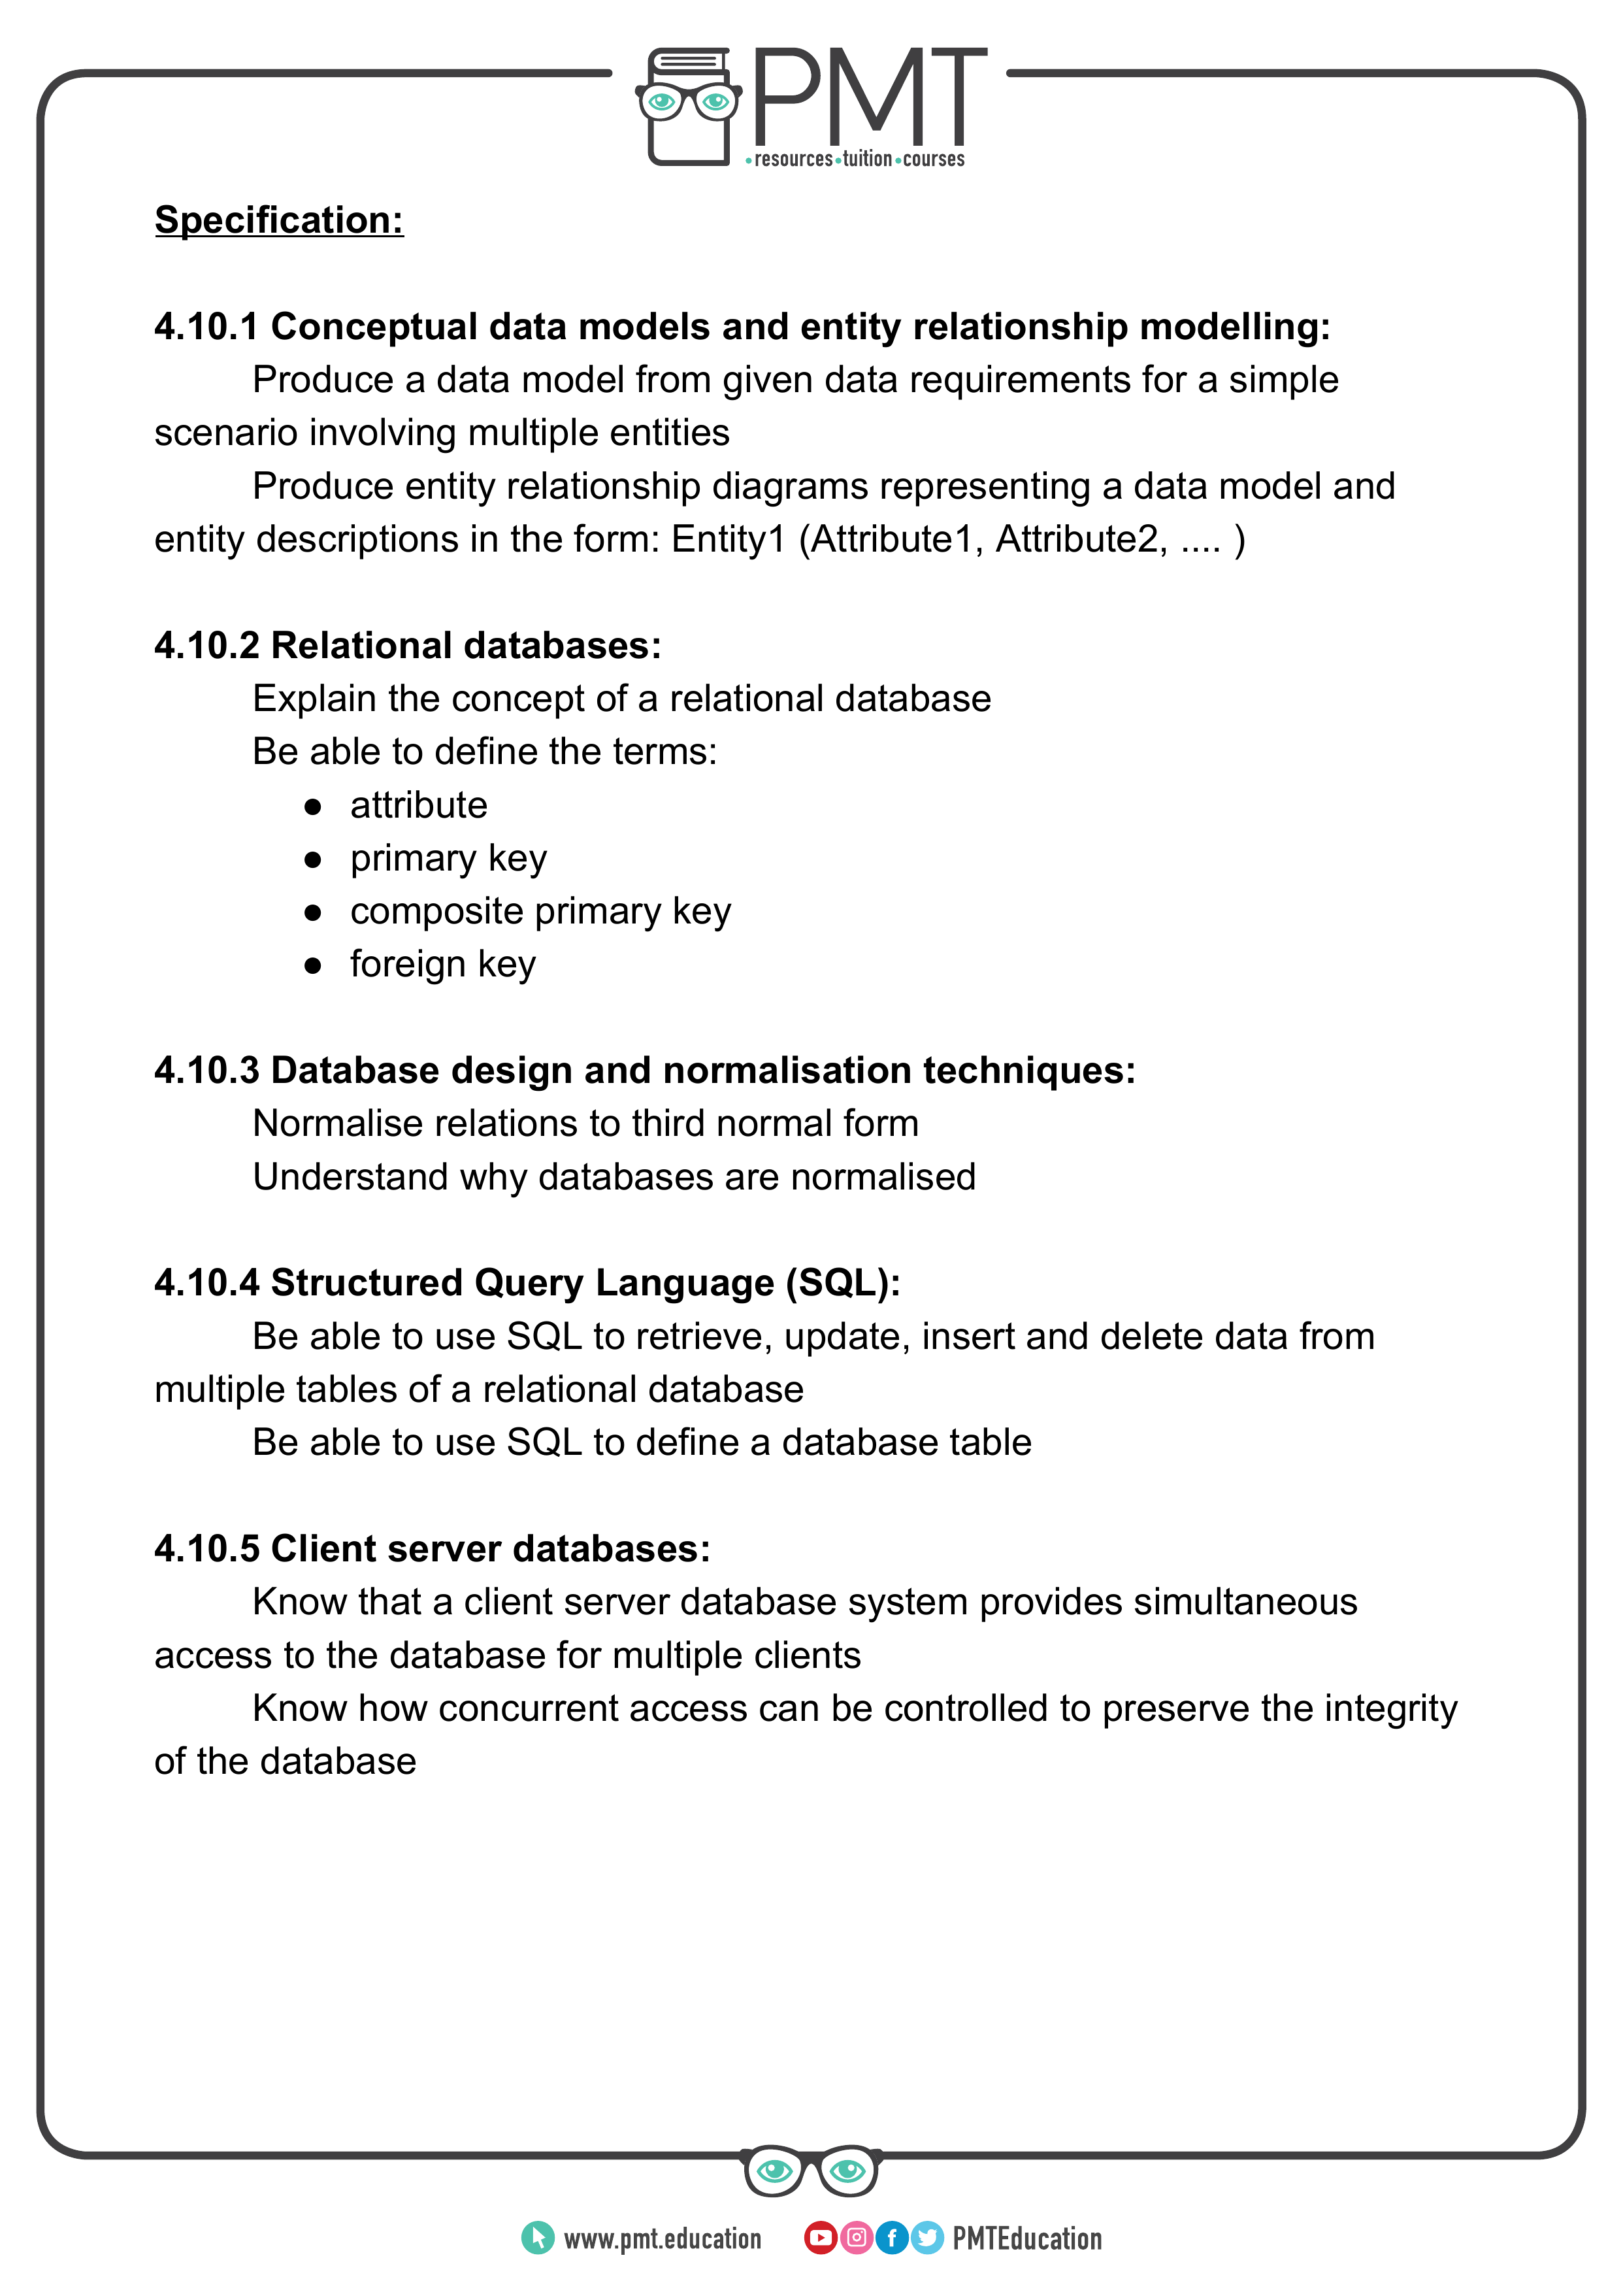 PMT
•resources•tuition•courses
Specification:
4.10.1 Conceptual data models and entity relationship modelling:
Produce a data model from given data requirements for a simple
scenario involving multiple entities
Produce entity relationship diagrams representing a data model and
entity descriptions in the form: Entity1 (Attribute1, Attribute2, .... )
4.10.2 Relational databases:
Explain the concept of a relational database
Be able to define the terms:
● attribute
● primary key
● composite primary key
● foreign key
4.10.3 Database design and normalisation techniques:
Normalise relations to third normal form
Understand why databases are normalised
4.10.4 Structured Query Language (SQL):
Be able to use SQL to retrieve, update, insert and delete data from
multiple tables of a relational database
Be able to use SQL to define a database table
4.10.5 Client server databases:
Know that a client server database system provides simultaneous
access to the database for multiple clients
Know how concurrent access can be controlled to preserve the integrity
of the database
www.pmt.education PMTEducation